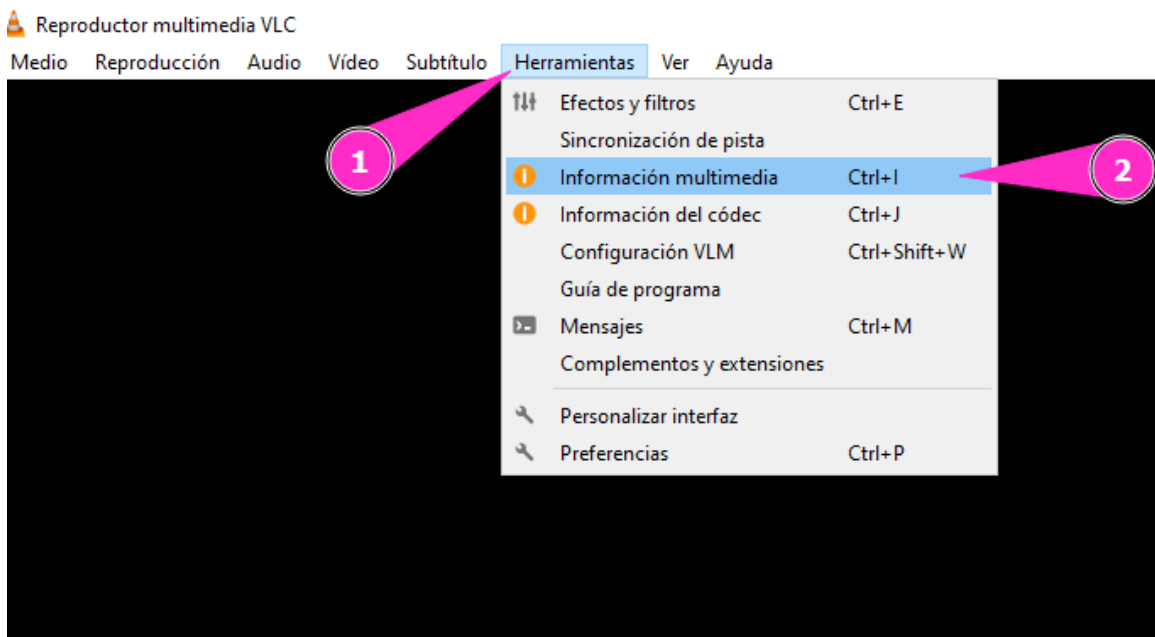 Reproductor multimedia VLC
Medio Reproducción Audio Vídeo Subtítulo Herramientas Ver Ayuda
Efectos y filtros Ctrl+E
Sincronización de pista
Información multimedia Ctrl+I
Información del códec Ctrl+J
Configuración VLM Ctrl+Shift+W
Guía de programa
Mensajes Ctrl+M
Complementos y extensiones
Personalizar interfaz
Preferencias Ctrl+P
1
2